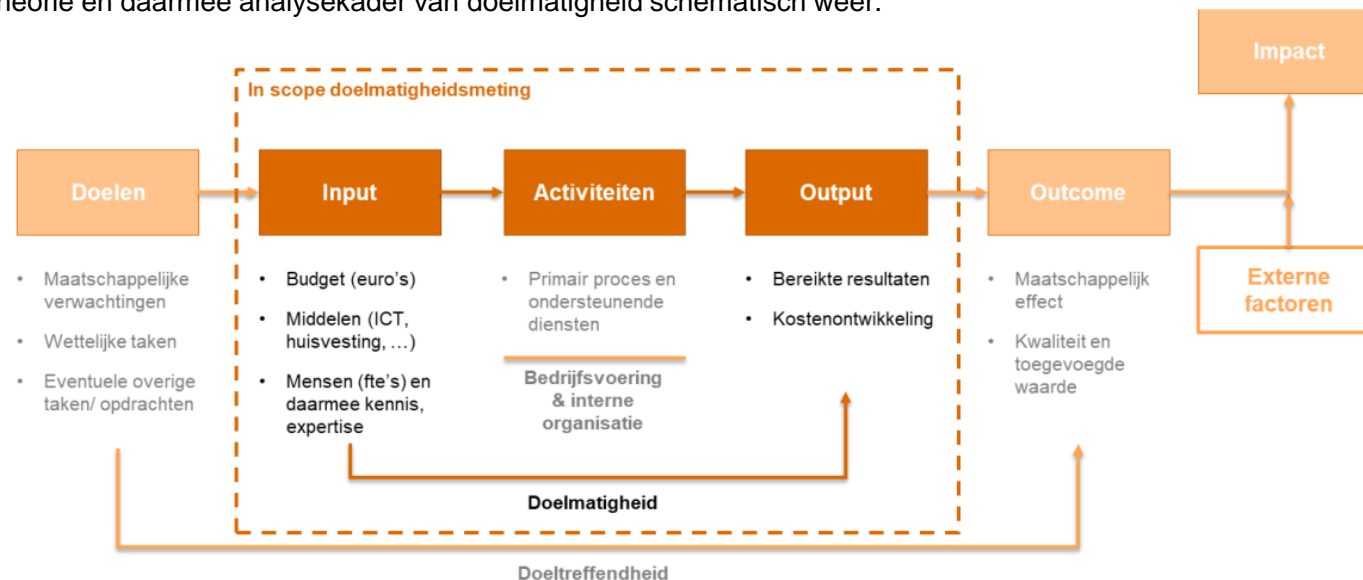 heorie en daarmee analysekader van doelmatigheid schematisch weer.
Impact
In scope doelmatigheidsmeting
Doelen
Input
Activiteiten
Output
Outcome
• Maatschappelijke
verwachtingen
• Wettelijke taken
• Eventuele overige
taken/ opdrachten
• Budget (euro's)
• Middelen (ICT,
huisvesting, ...)
• Mensen (fte's) en
daarmee kennis,
expertise
• Primair proces en
ondersteunende
diensten
Bedrijfsvoering
& interne
organisatie
• Bereikte resultaten
• Kostenontwikkeling
• Maatschappelijk
effect
• Kwaliteit en
toegevoegde
waarde
Externe
factoren
Doelmatigheid
Doeltreffendheid